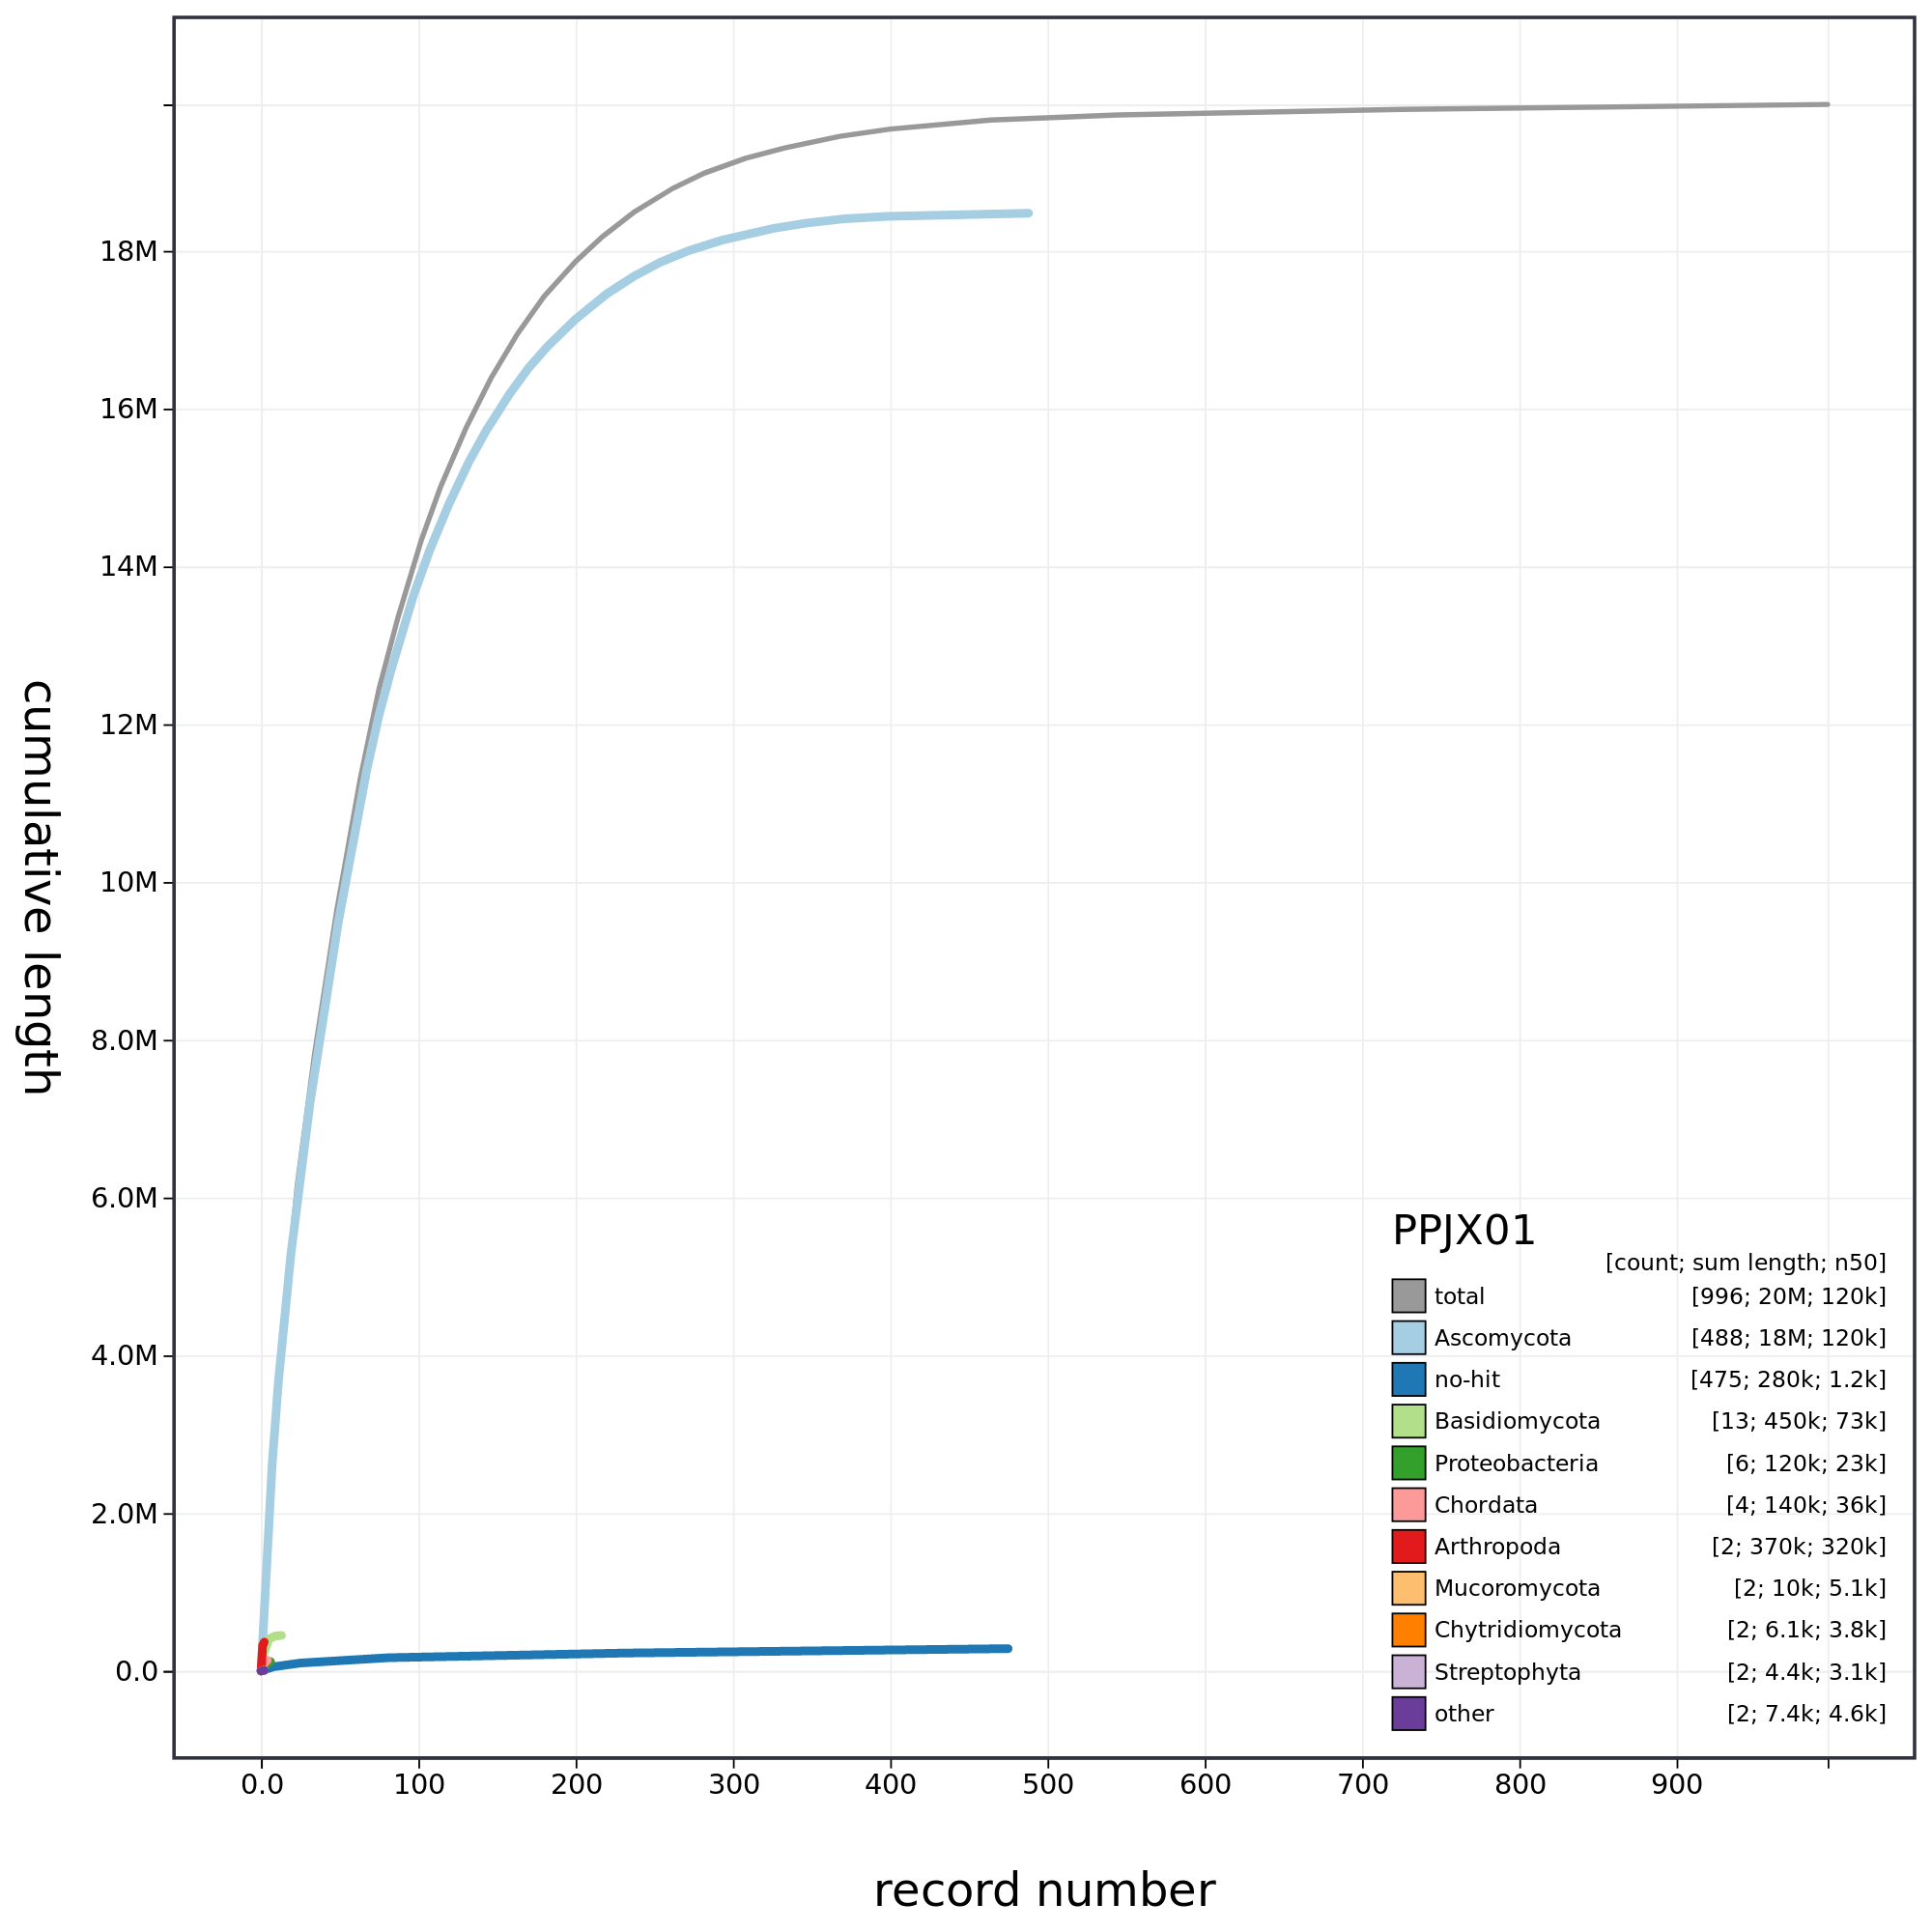 cumulative length
18M
16M
14M
12M
10M
8.0M
6.0M
4.0M
2.0M
0.0
PPJX01
[count; sum length; n50]
total [996; 20M; 120k]
Ascomycota [488; 18M; 120k]
no-hit [475; 280k; 1.2k]
Basidiomycota [13; 450k; 73k]
Proteobacteria [6; 120k; 23k]
Chordata [4; 140k; 36k]
Arthropoda [2; 370k; 320k]
Mucoromycota [2; 10k; 5.1k]
Chytridiomycota [2; 6.1k; 3.8k]
Streptophyta [2; 4.4k; 3.1k]
other [2; 7.4k; 4.6k]
0.0 100 200 300 400 500 600 700 800 900
record number